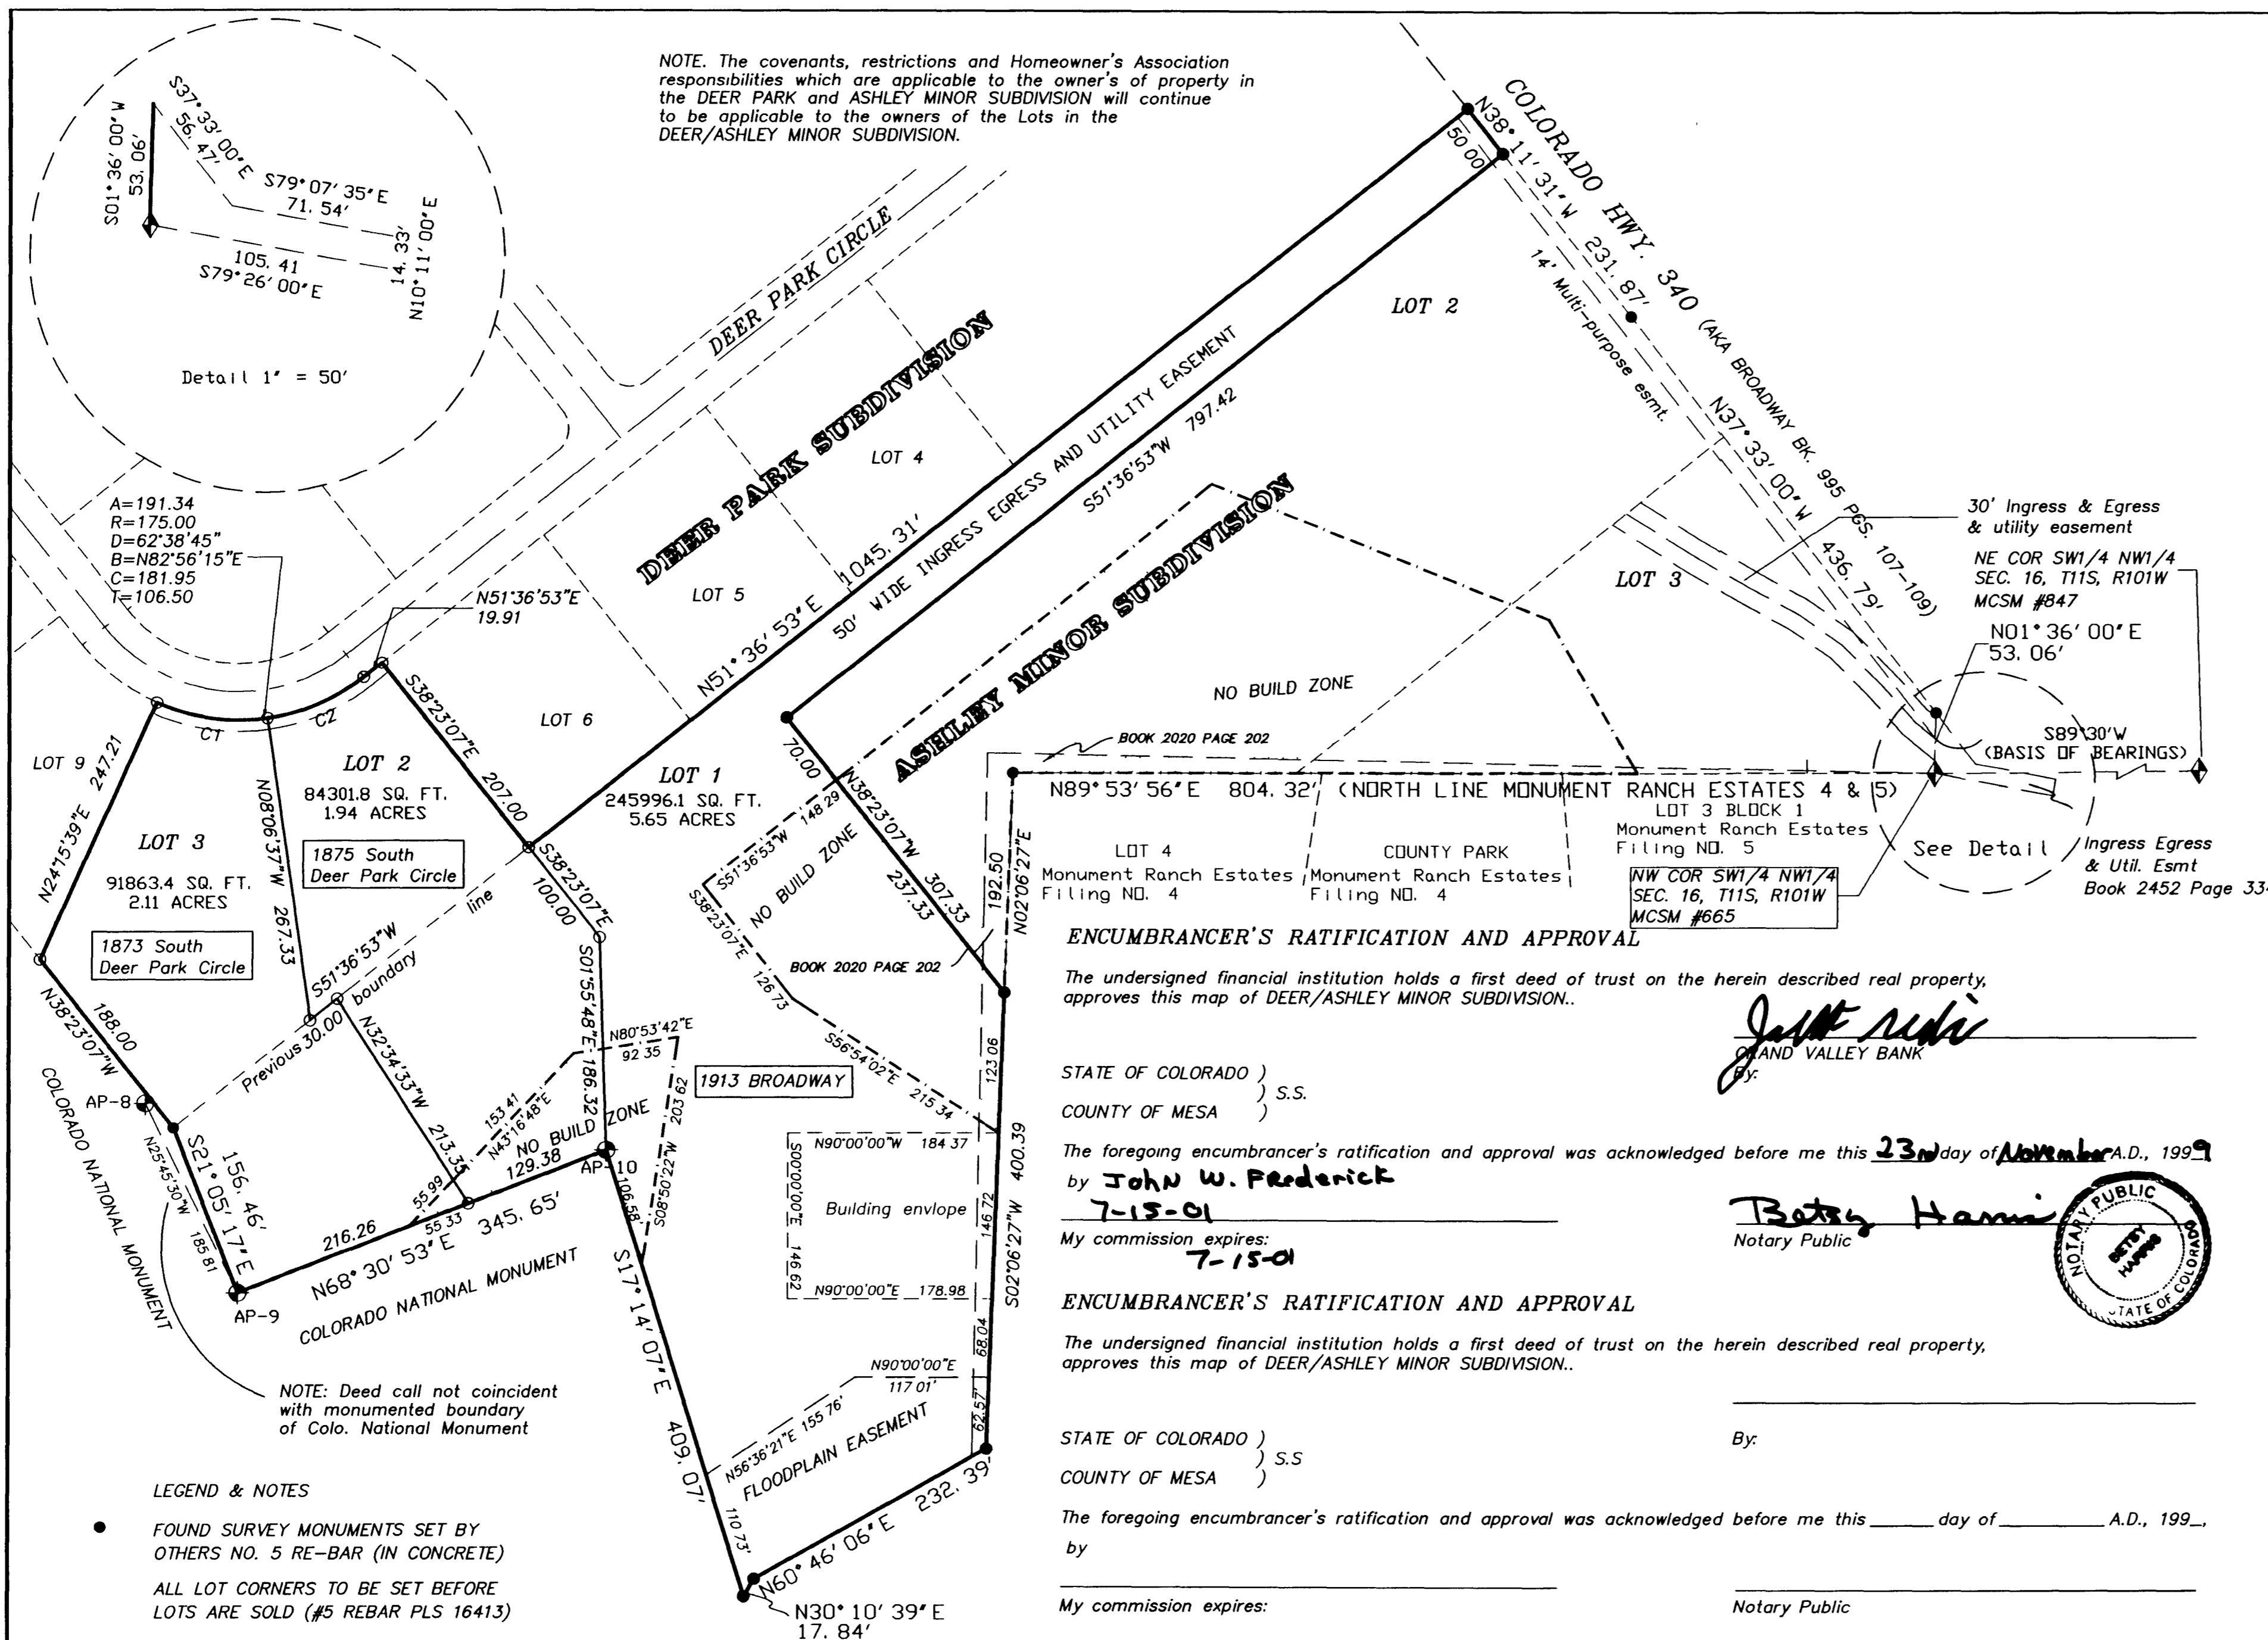 NOTE. The covenants, restrictions and Homeowner's Association
responsibilities which are applicable to the owner's of property in
the DEER PARK and ASHLEY MINOR SUBDIVISION will continue
to be applicable to the owners of the Lots in the
DEER/ASHLEY MINOR SUBDIVISION.
S01°36'00"W
53.06'
S37°33'00"E
56.47'
S79°07'35"E
71.54'
14.33'
N10°11'00"E
105.41
S79°26'00"E
Detail 1" = 50'
COLORADO HWY. 340 (AKA BROADWAY BK. 995 PGS. 107-109)
N38°11'31"W 231.87'
50 00
14' Multi-purpose esmt.
N37°33'00"W 436.79'
DEER PARK CIRCLE
DEER PARK SUBDIVISION
LOT 4
LOT 5
LOT 6
LOT 2
1045.31'
N51°36'53"E
50' WIDE INGRESS EGRESS AND UTILITY EASEMENT
S51°36'53"W 797.42
ASHLEY MINOR SUBDIVISION
LOT 3
NO BUILD ZONE
30' Ingress & Egress
& utility easement
NE COR SW1/4 NW1/4
SEC. 16, T11S, R101W
MCSM #847
N01°36'00"E
53.06'
S89°30'W
(BASIS OF BEARINGS)
A=191.34
R=175.00
D=62°38'45"
B=N82°56'15"E
C=181.95
T=106.50
N51°36'53"E
19.91
C1
C2
LOT 9
N24°15'39"E 247.21
LOT 3
91863.4 SQ. FT.
2.11 ACRES
1873 South
Deer Park Circle
N08°06'37"W 267.33
LOT 2
84301.8 SQ. FT.
1.94 ACRES
1875 South
Deer Park Circle
S38°23'07"E 207.00
LOT 1
245996.1 SQ. FT.
5.65 ACRES
S38°23'07"E
100.00
S51°36'53"W
30.00
Previous boundary line
N38°23'07"W
188.00
AP-8
COLORADO NATIONAL MONUMENT
N25°45'30"W 185.81
156.46'
S21°05'17"E
AP-9
N32°34'33"W 213.35
216.26
55.99
55.33
N68°30'53"E 345.65'
COLORADO NATIONAL MONUMENT
129.38
AP-10
NO BUILD ZONE
153.41
N43°16'48"E
N80°53'42"E
92 35
S01°55'48"E 186.32
106.58'
S08°50'22"W 203 62
1913 BROADWAY
70.00
N38°23'07"W 307.33
237.33
S51°36'53"W 148 29
S38°23'07"E 126 73
NO BUILD ZONE
S56°54'02"E 215 34
BOOK 2020 PAGE 202
BOOK 2020 PAGE 202
192.50
N02°06'27"E
N89°53'56"E 804.32' (NORTH LINE MONUMENT RANCH ESTATES 4 & 5)
LOT 4
Monument Ranch Estates
Filing NO. 4
COUNTY PARK
Monument Ranch Estates
Filing NO. 4
LOT 3 BLOCK 1
Monument Ranch Estates
Filing NO. 5
NW COR SW1/4 NW1/4
SEC. 16, T11S, R101W
MCSM #665
See Detail
Ingress Egress
& Util. Esmt
Book 2452 Page 334
123 06
146 72
68.04
62.57'
S02°06'27"W 400.39
N90°00'00"W 184 37
S00°00'00"E 146.62
Building envlope
N90°00'00"E 178.98
N90°00'00"E
117 01'
N56°36'21"E 155 76'
FLOODPLAIN EASEMENT
S17°14'07"E 409.07'
110 73'
N60°46'06"E 232.39
N30°10'39"E
17.84'
NOTE: Deed call not coincident
with monumented boundary
of Colo. National Monument
LEGEND & NOTES
FOUND SURVEY MONUMENTS SET BY
OTHERS NO. 5 RE-BAR (IN CONCRETE)
ALL LOT CORNERS TO BE SET BEFORE
LOTS ARE SOLD (#5 REBAR PLS 16413)
ENCUMBRANCER'S RATIFICATION AND APPROVAL
The undersigned financial institution holds a first deed of trust on the herein described real property,
approves this map of DEER/ASHLEY MINOR SUBDIVISION..
GRAND VALLEY BANK
By:
STATE OF COLORADO )
) S.S.
COUNTY OF MESA )
The foregoing encumbrancer's ratification and approval was acknowledged before me this 23rd day of November A.D., 1999
by John W. Frederick
7-15-01
My commission expires:
7-15-01
Betsy Harris
Notary Public
NOTARY PUBLIC
BETSY
HARRIS
STATE OF COLORADO
ENCUMBRANCER'S RATIFICATION AND APPROVAL
The undersigned financial institution holds a first deed of trust on the herein described real property,
approves this map of DEER/ASHLEY MINOR SUBDIVISION..
STATE OF COLORADO )
) S.S
COUNTY OF MESA )
By:
The foregoing encumbrancer's ratification and approval was acknowledged before me this ______ day of _________ A.D., 199_,
by
My commission expires:
Notary Public